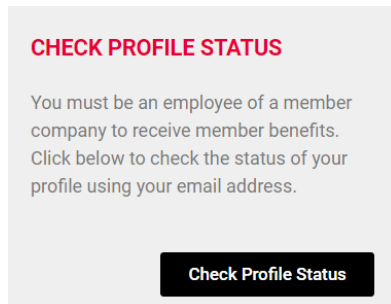 CHECK PROFILE STATUS
You must be an employee of a member
company to receive member benefits.
Click below to check the status of your
profile using your email address.
Check Profile Status